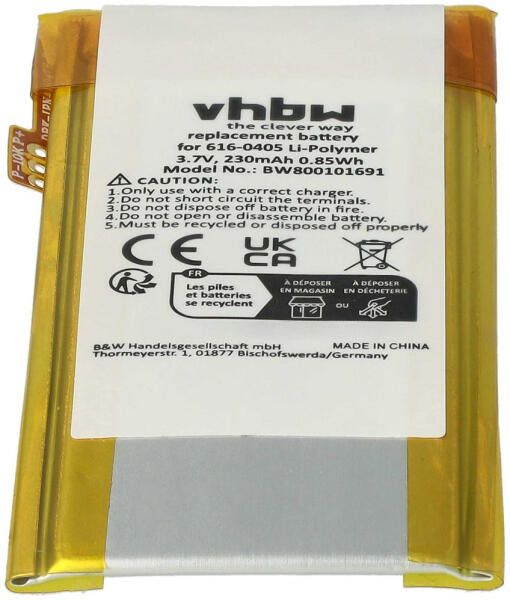 vhbw
the clever way
replacement battery
for 616-0405 Li-Polymer
3.7V, 230mAh 0.85Wh
Model No.: BW800101691
CAUTION:
1.Only use with a correct charger.
2.Do not short circuit the terminals.
3.Do not dispose off battery in fire.
4.Do not open or disassemble battery.
5.Must be recycled or disposed off properly
CE UK CA
FR
Les piles
et batteries
se recyclent
À DÉPOSER
EN MAGASIN
OU
À DÉPOSER
EN DÉCHÈTERIE
B&W Handelsgesellschaft mbH
Thormeyerstr. 1, 01877 Bischofswerda/Germany
MADE IN CHINA
P-IDK P+